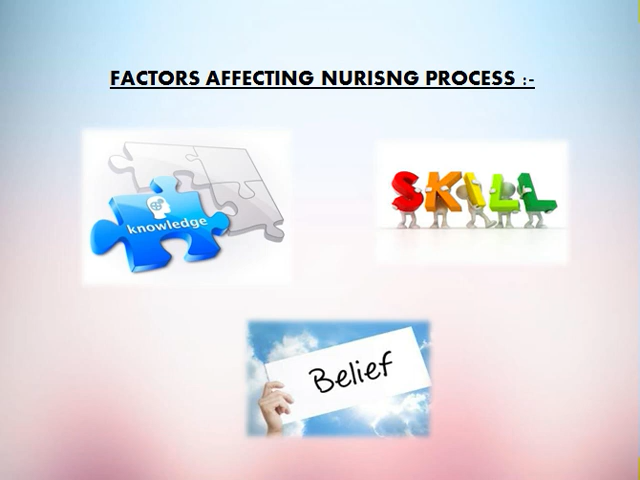 FACTORS AFFECTING NURISNG PROCESS :-
knowledge
SKILL
Belief